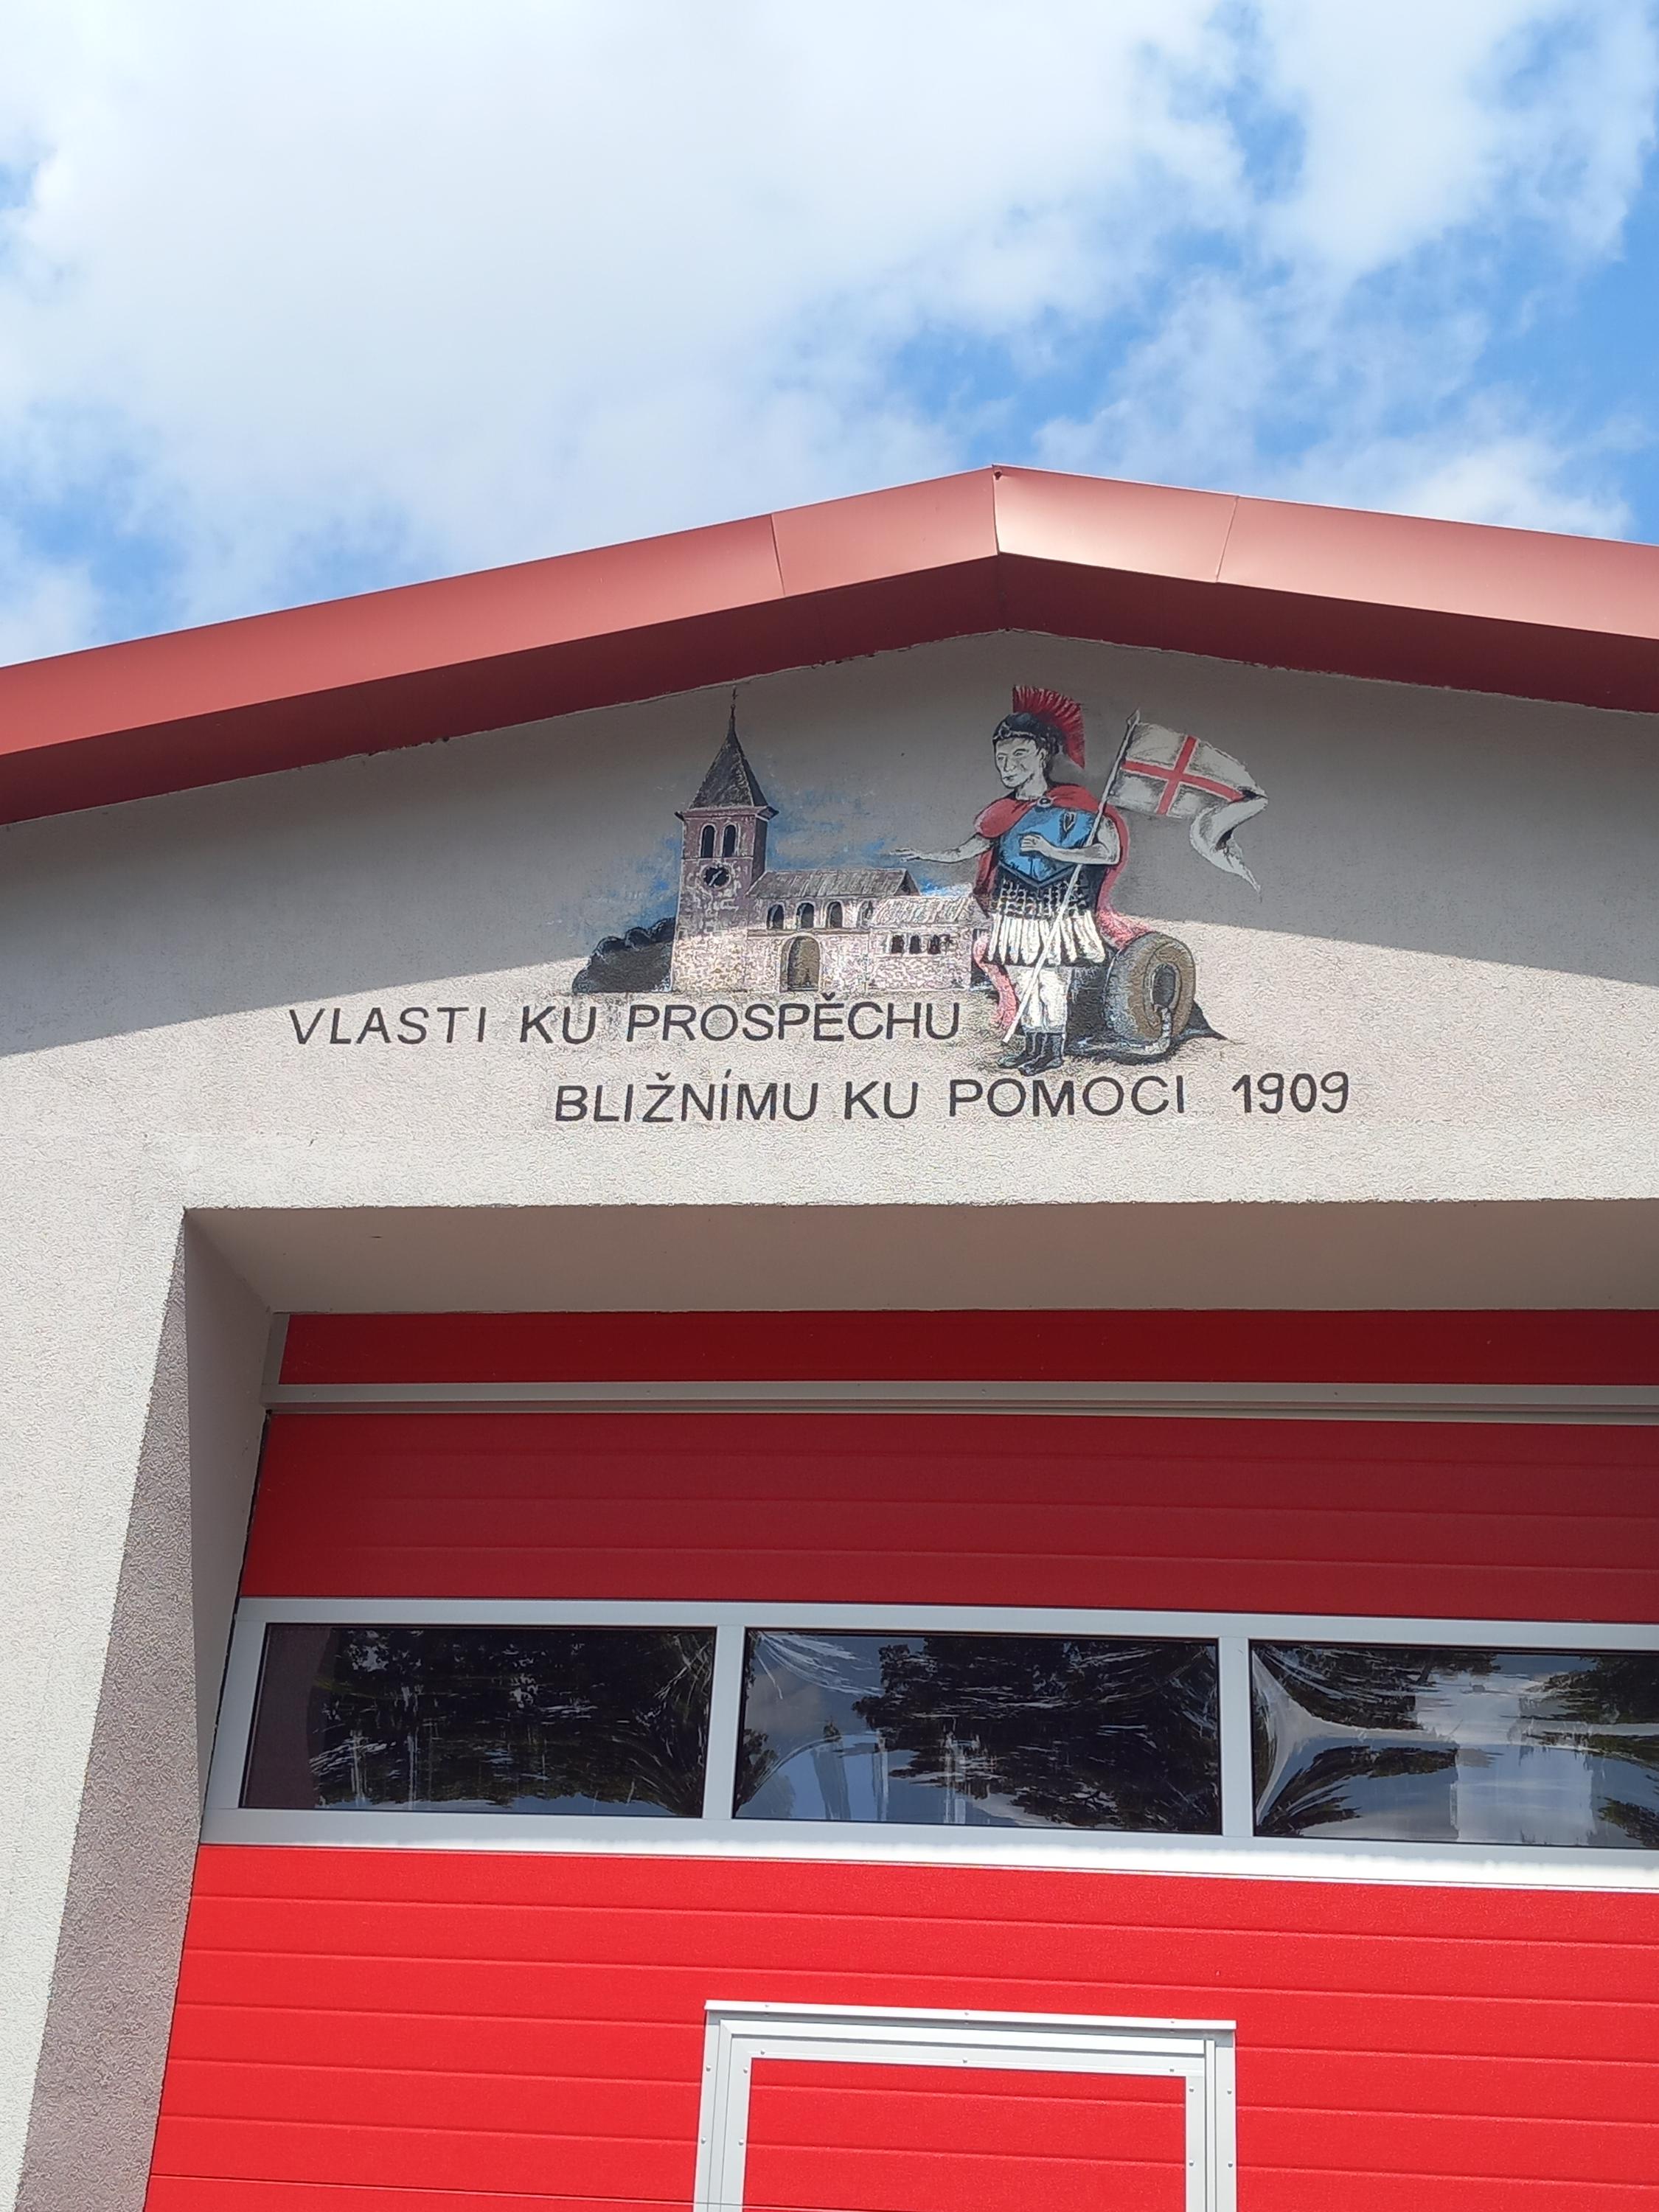 VLASTI KU PROSPĚCHU
BLIŽNÍMU KU POMOCI 1909